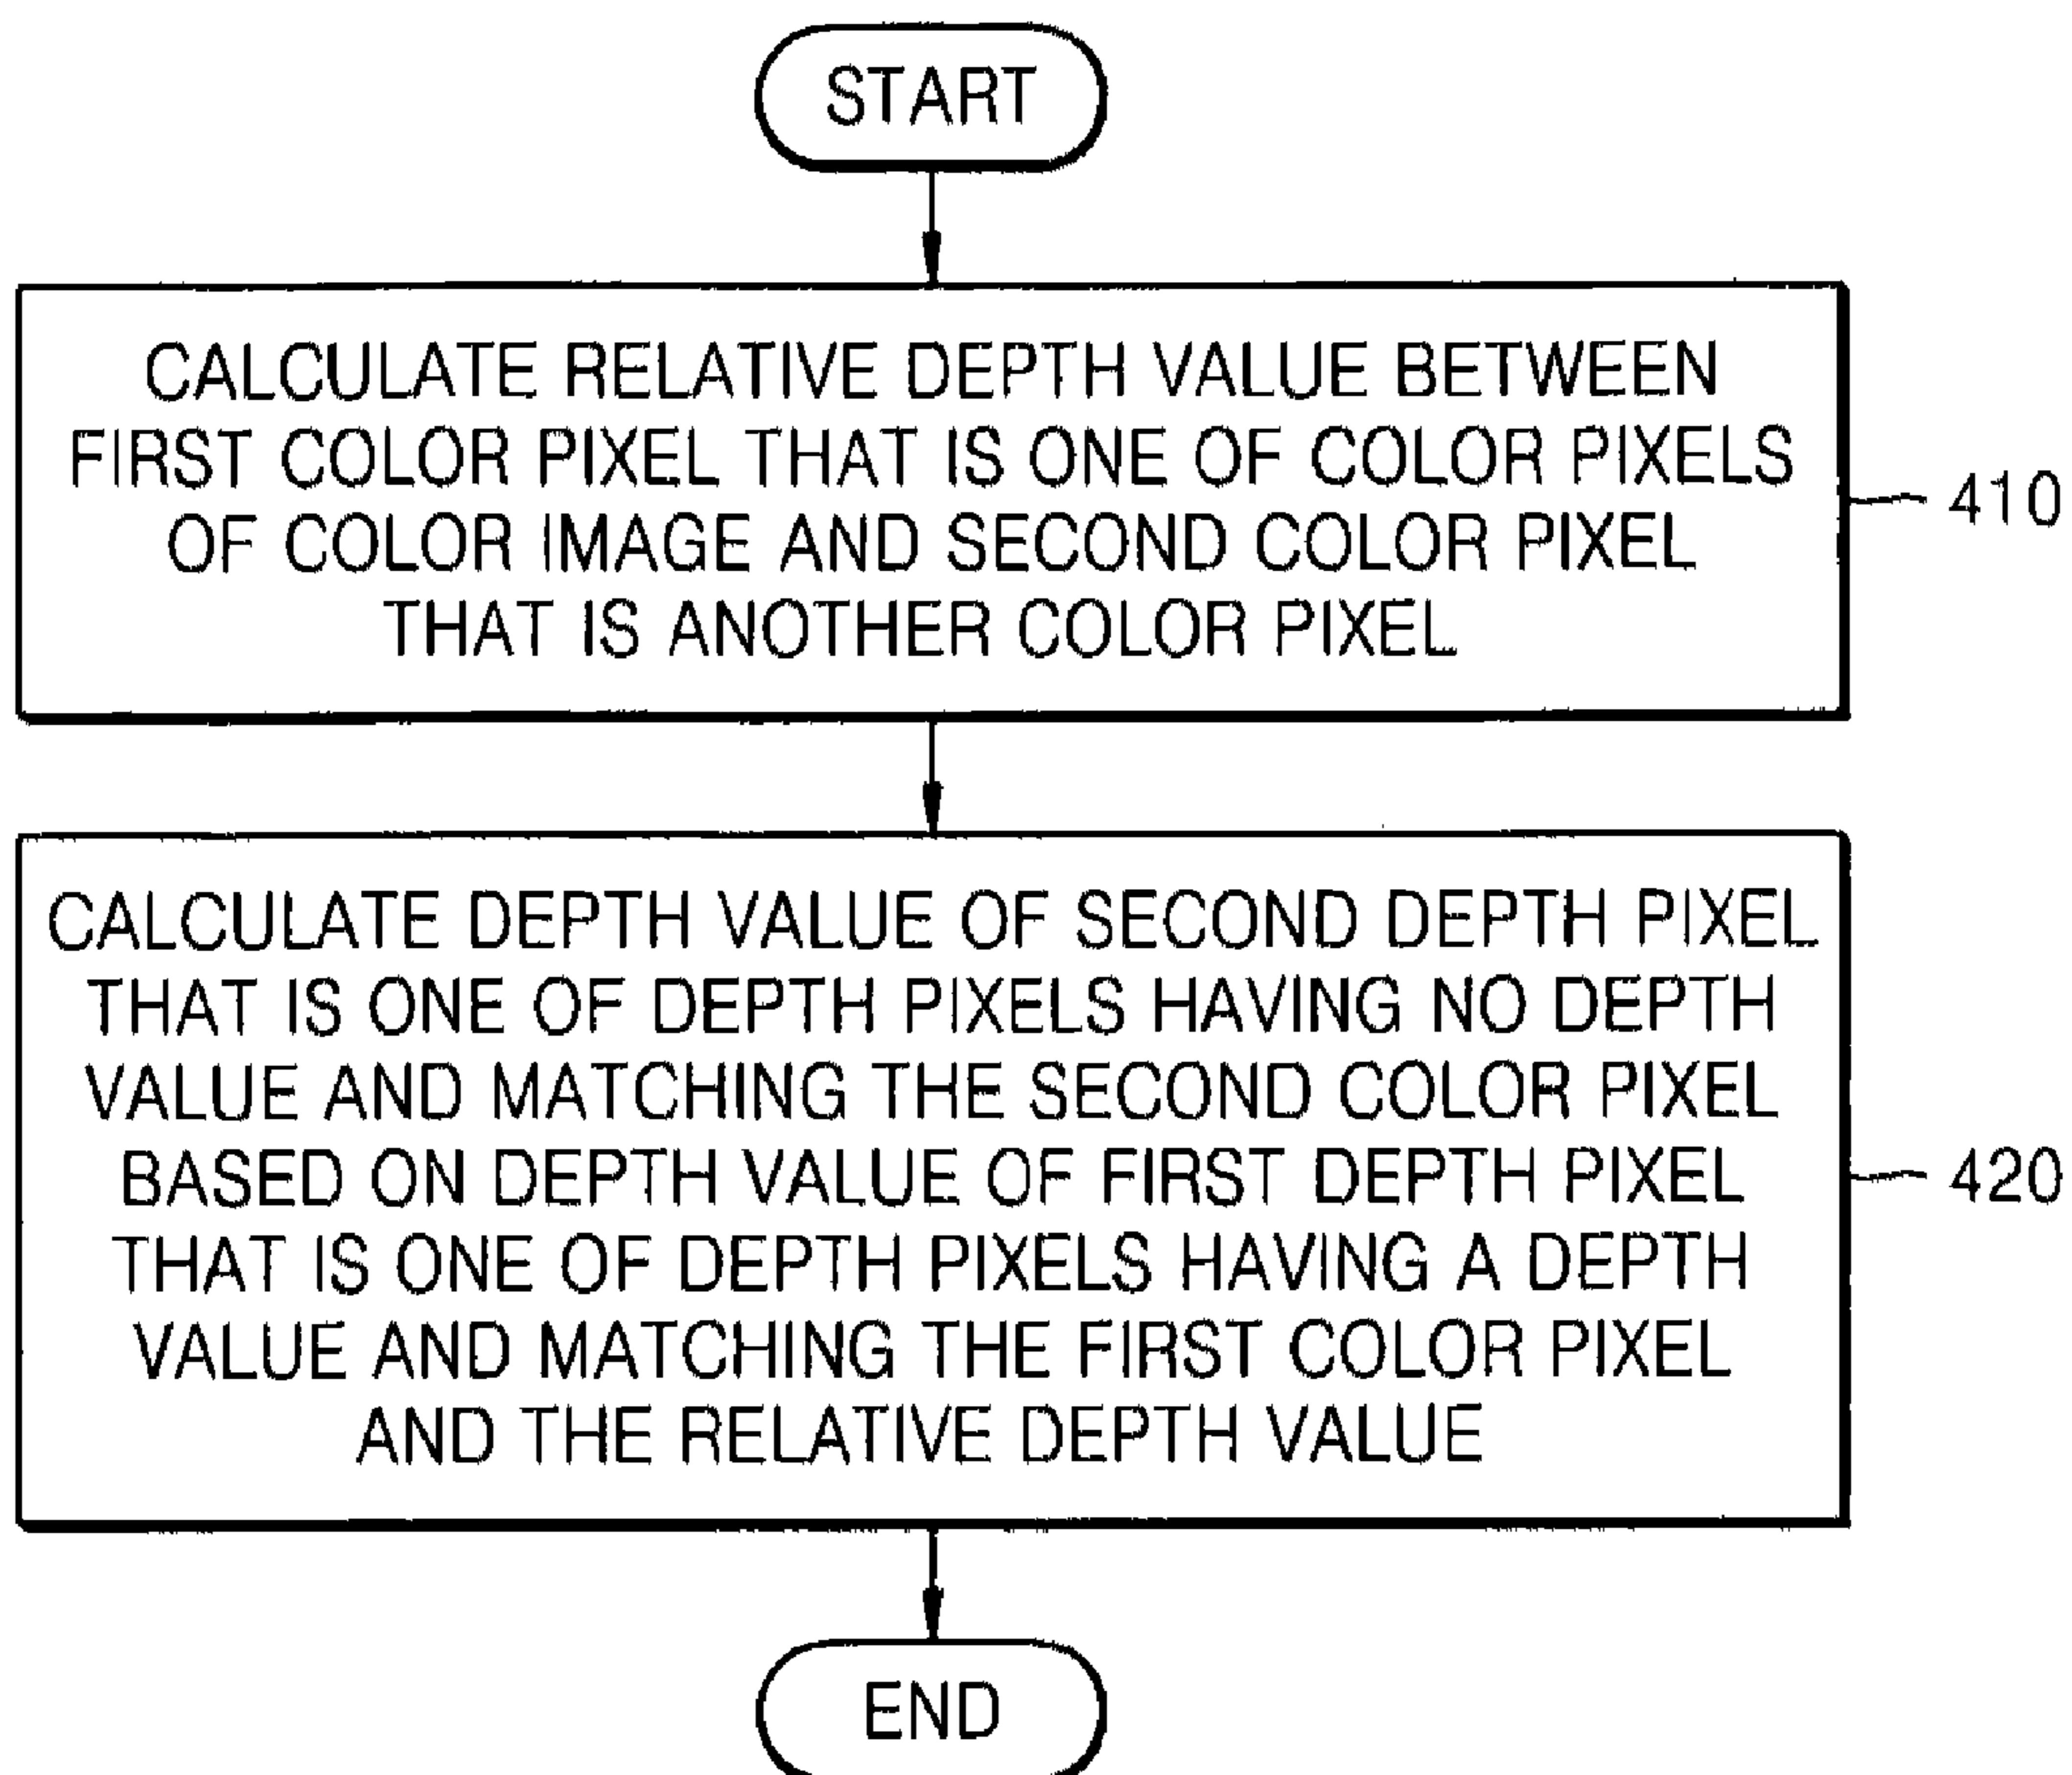 START
CALCULATE RELATIVE DEPTH VALUE BETWEEN
FIRST COLOR PIXEL THAT IS ONE OF COLOR PIXELS
OF COLOR IMAGE AND SECOND COLOR PIXEL
THAT IS ANOTHER COLOR PIXEL
410
CALCULATE DEPTH VALUE OF SECOND DEPTH PIXEL
THAT IS ONE OF DEPTH PIXELS HAVING NO DEPTH
VALUE AND MATCHING THE SECOND COLOR PIXEL
BASED ON DEPTH VALUE OF FIRST DEPTH PIXEL
THAT IS ONE OF DEPTH PIXELS HAVING A DEPTH
VALUE AND MATCHING THE FIRST COLOR PIXEL
AND THE RELATIVE DEPTH VALUE
420
END